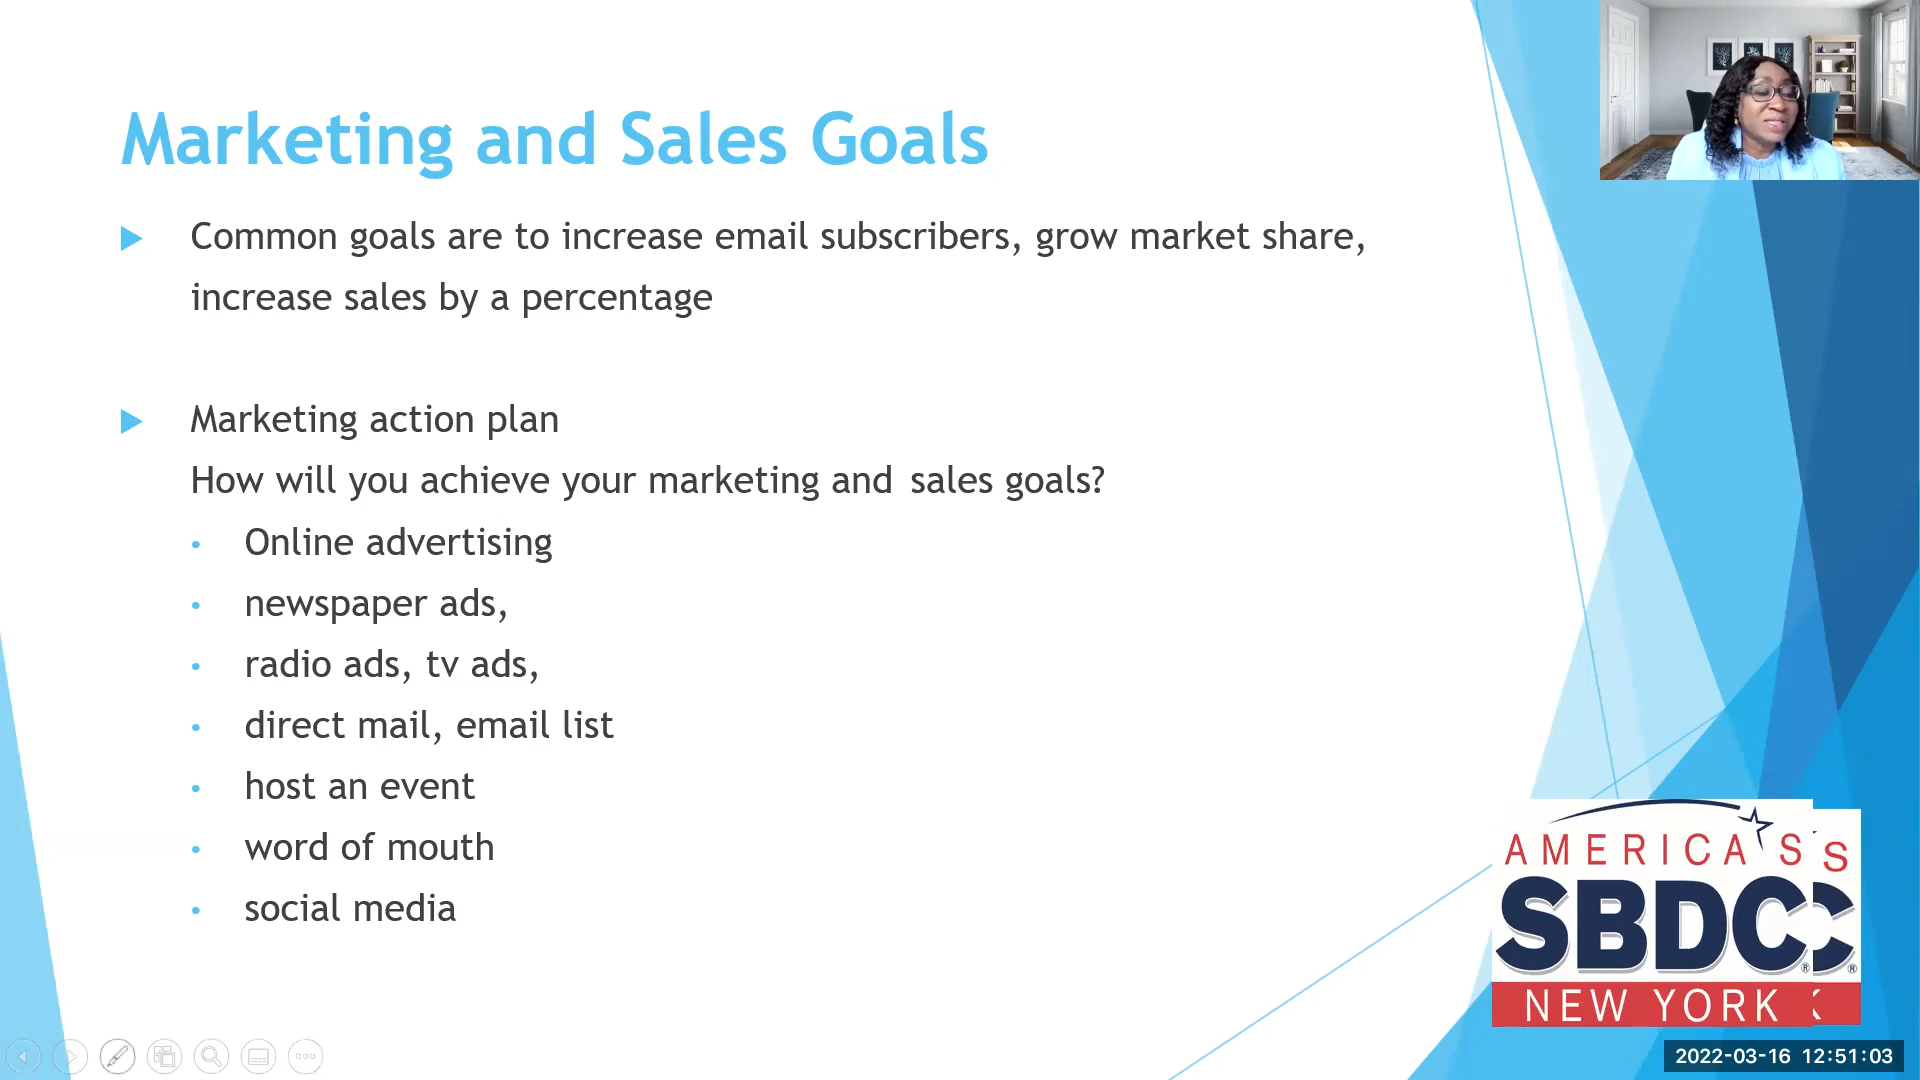 Marketing and Sales Goals
Common goals are to increase email subscribers, grow market share,
increase sales by a percentage
Marketing action plan
How will you achieve your marketing and sales goals?
Online advertising
newspaper ads,
radio ads, tv ads,
direct mail, email list
host an event
word of mouth
social media
AMERICA'S S
SBDC C
NEW YORK K
2022-03-16 12:51:03